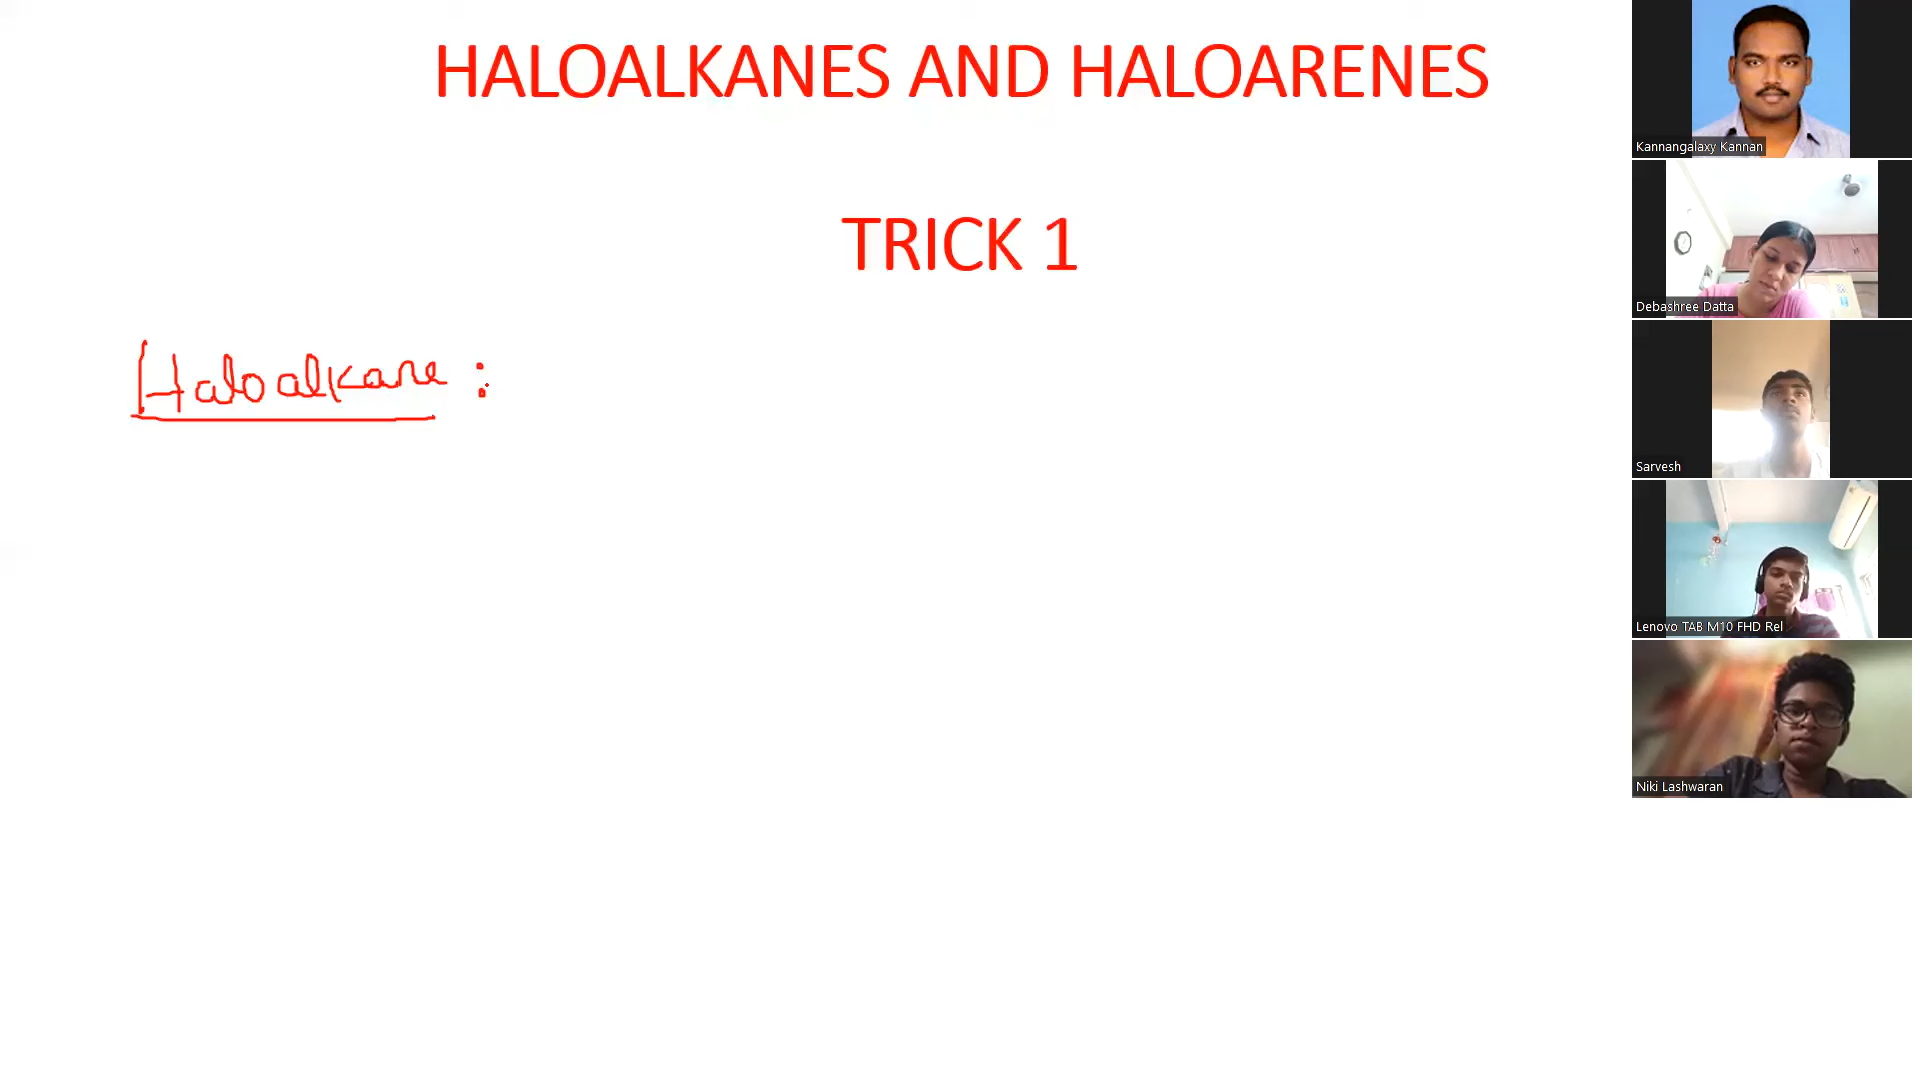 HALOALKANES AND HALOARENES
TRICK 1
Haloalkane :
Kannangalaxy Kannan
Debashree Datta
Sarvesh
Lenovo TAB M10 FHD Rel
Niki Lashwaran